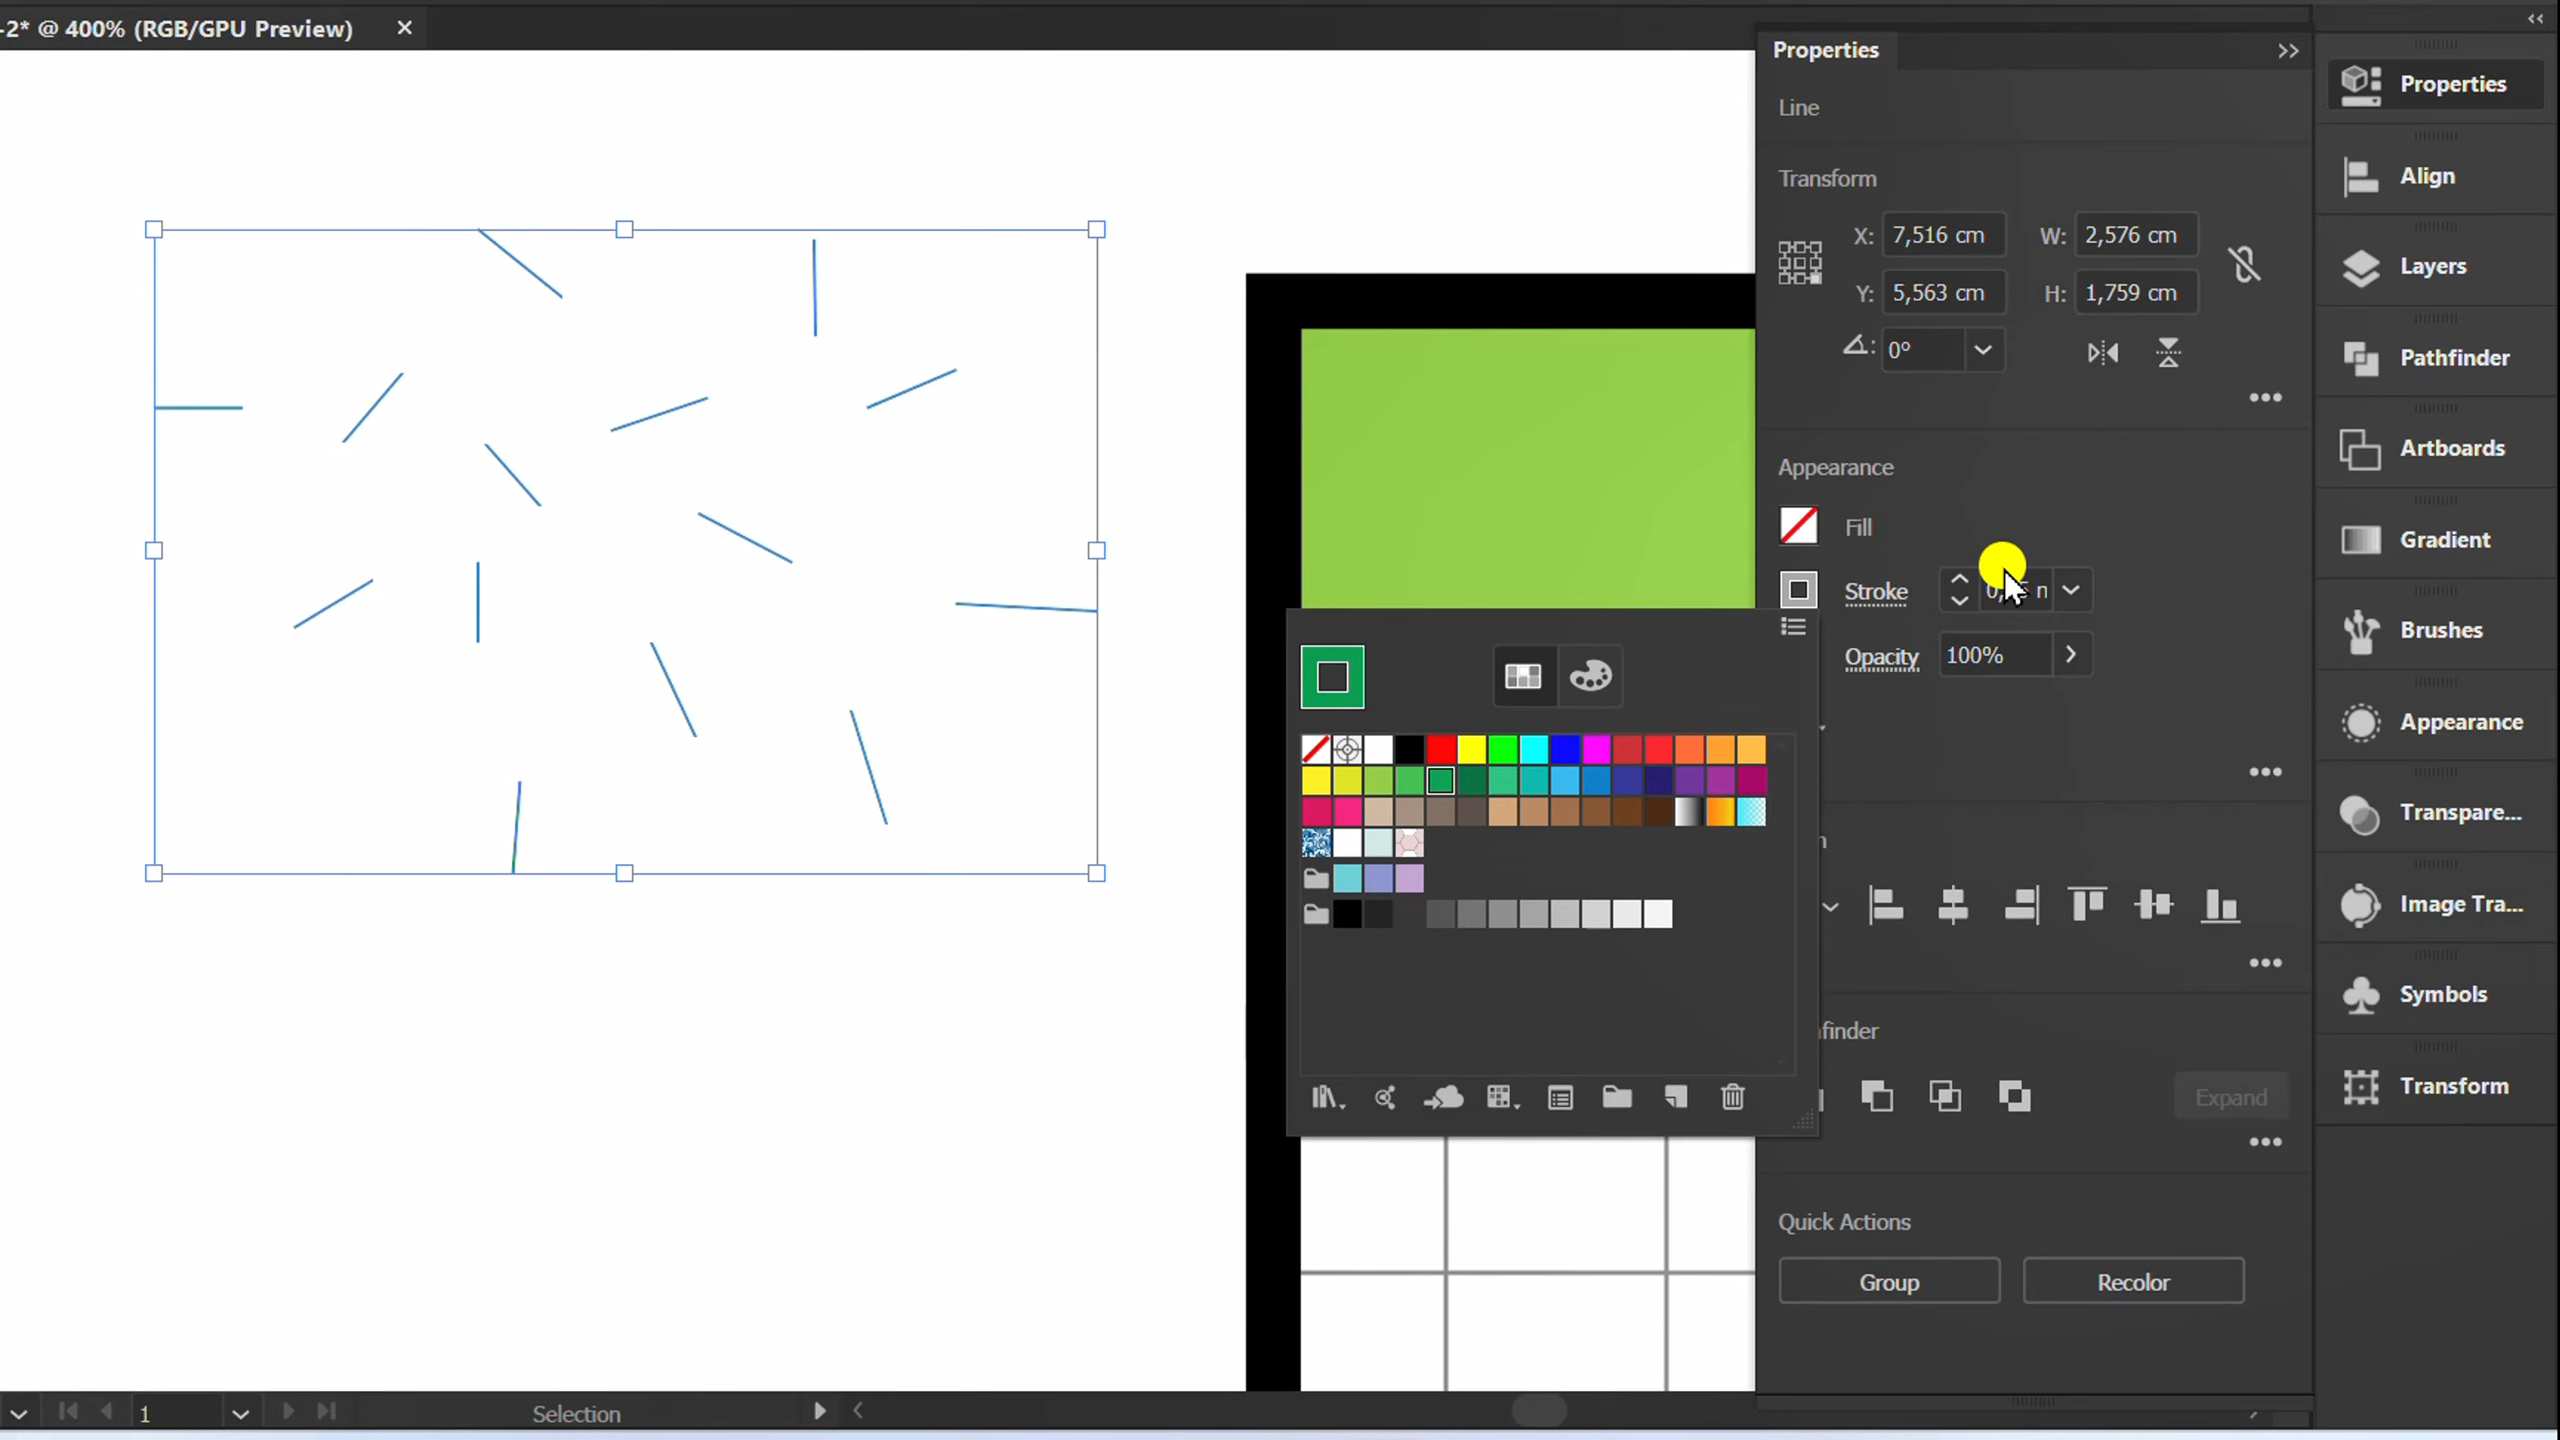 -2* @ 400% (RGB/GPU Preview)
Properties
Line
Transform
X: 7,516 cm W: 2,576 cm
Y: 5,563 cm H: 1,759 cm
0°
Appearance
Fill
Stroke
Opacity 100%
finder
Expand
Quick Actions
Group Recolor
Properties
Align
Layers
Pathfinder
Artboards
Gradient
Brushes
Appearance
Transpare...
Image Tra...
Symbols
Transform
1 Selection